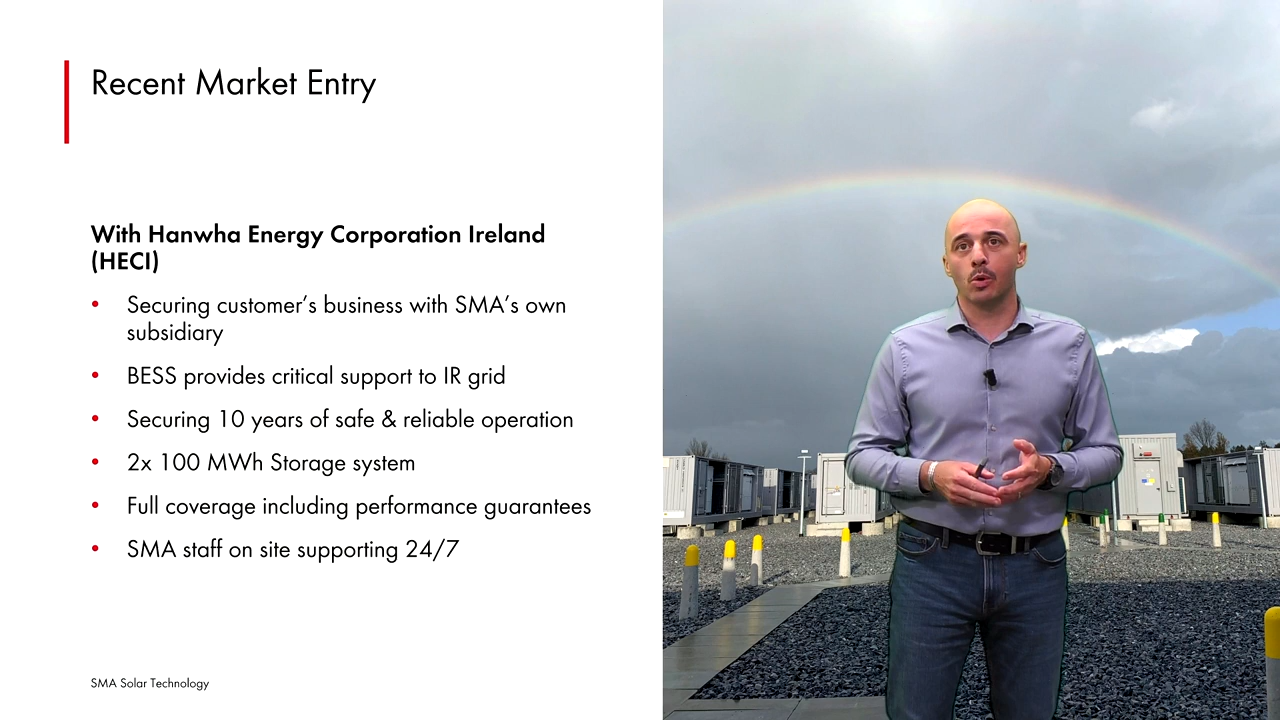 Recent Market Entry
With Hanwha Energy Corporation Ireland
(HECI)
• Securing customer’s business with SMA’s own
subsidiary
• BESS provides critical support to IR grid
• Securing 10 years of safe & reliable operation
• 2x 100 MWh Storage system
• Full coverage including performance guarantees
• SMA staff on site supporting 24/7
SMA Solar Technology